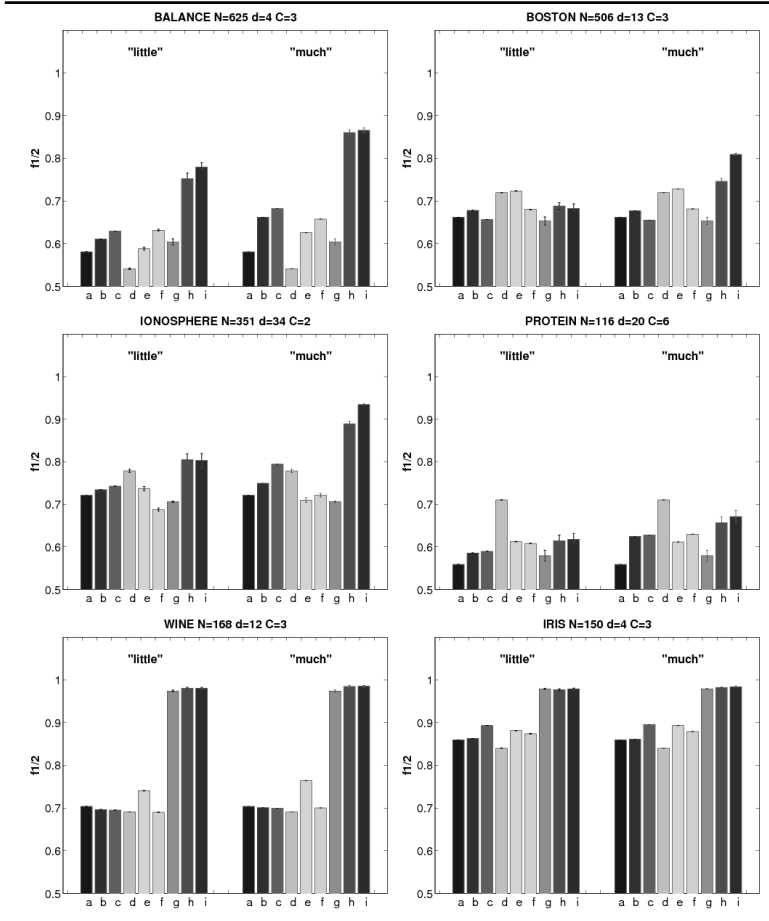 BALANCE N=625 d=4 C=3
"little" "much"
f1/2
1
0.9
0.8
0.7
0.6
0.5
a b c d e f g h i a b c d e f g h i
BOSTON N=506 d=13 C=3
"little" "much"
f1/2
1
0.9
0.8
0.7
0.6
0.5
a b c d e f g h i a b c d e f g h i
IONOSPHERE N=351 d=34 C=2
"little" "much"
f1/2
1
0.9
0.8
0.7
0.6
0.5
a b c d e f g h i a b c d e f g h i
PROTEIN N=116 d=20 C=6
"little" "much"
f1/2
1
0.9
0.8
0.7
0.6
0.5
a b c d e f g h i a b c d e f g h i
WINE N=168 d=12 C=3
"little" "much"
f1/2
1
0.9
0.8
0.7
0.6
0.5
a b c d e f g h i a b c d e f g h i
IRIS N=150 d=4 C=3
"little" "much"
f1/2
1
0.9
0.8
0.7
0.6
0.5
a b c d e f g h i a b c d e f g h i